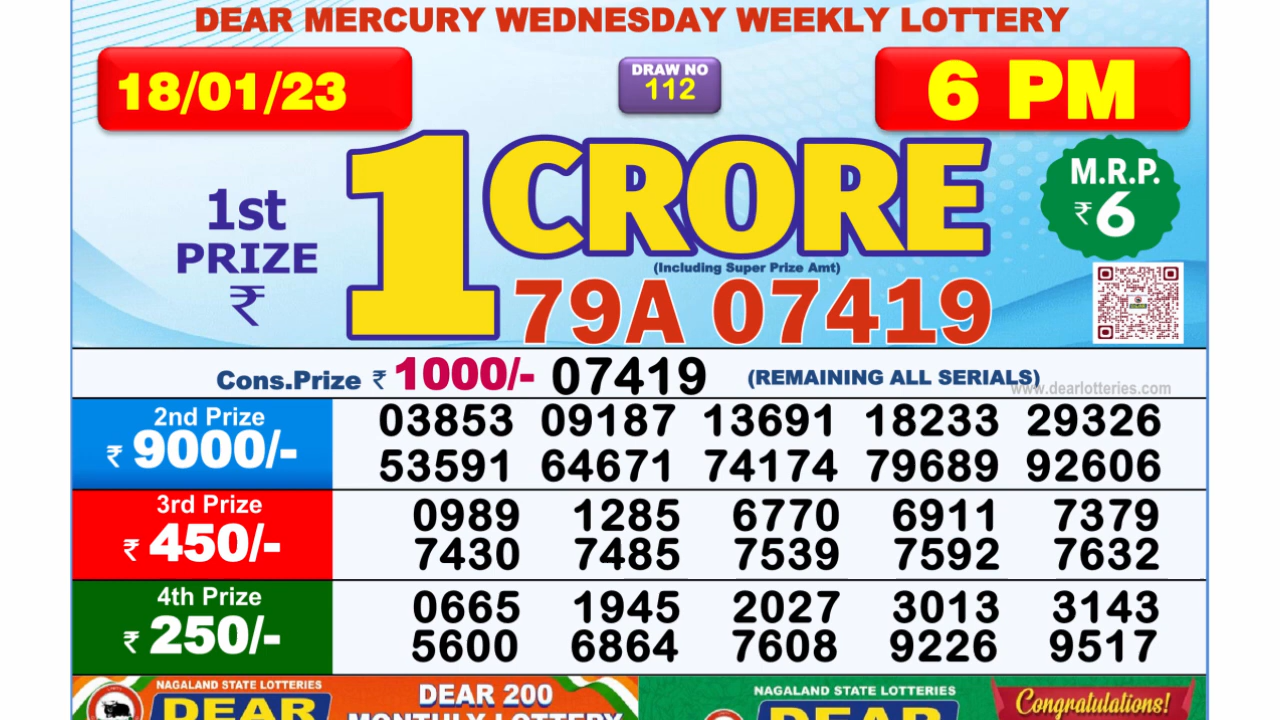 DEAR MERCURY WEDNESDAY WEEKLY LOTTERY
18/01/23
DRAW NO
112
6 PM
1st
PRIZE
₹
1 CRORE
(Including Super Prize Amt)
79A 07419
M.R.P.
₹ 6
Cons.Prize ₹ 1000/- 07419 (REMAINING ALL SERIALS)
www.dearlotteries.com
2nd Prize
₹ 9000/-
03853 09187 13691 18233 29326
53591 64671 74174 79689 92606
3rd Prize
₹ 450/-
0989 1285 6770 6911 7379
7430 7485 7539 7592 7632
4th Prize
₹ 250/-
0665 1945 2027 3013 3143
5600 6864 7608 9226 9517
NAGALAND STATE LOTTERIES
DEAR
DEAR 200
MONTHLY LOTTERY
NAGALAND STATE LOTTERIES
DEAR
Congratulations!